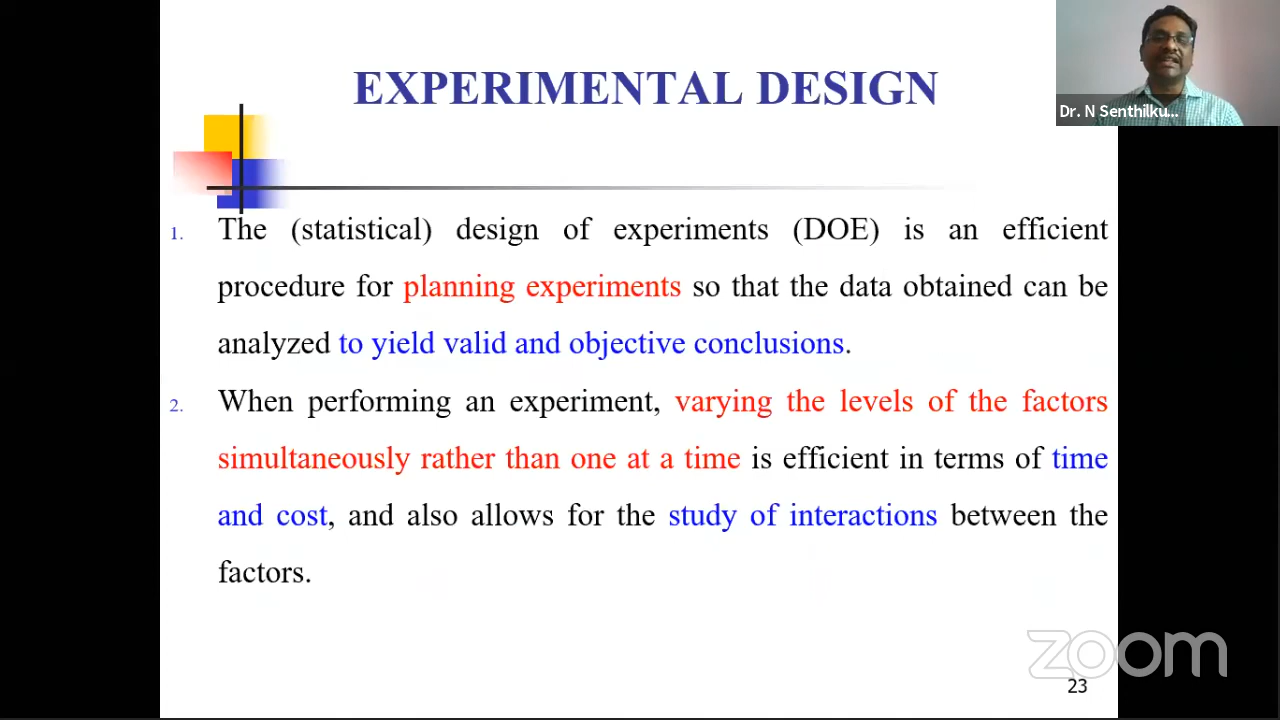 EXPERIMENTAL DESIGN
Dr. N Senthilku...
1. The (statistical) design of experiments (DOE) is an efficient
procedure for planning experiments so that the data obtained can be
analyzed to yield valid and objective conclusions.
2. When performing an experiment, varying the levels of the factors
simultaneously rather than one at a time is efficient in terms of time
and cost, and also allows for the study of interactions between the
factors.
zoom
23